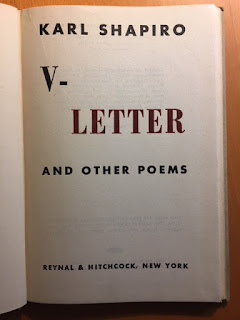 KARL SHAPIRO
V-
LETTER
AND OTHER POEMS
REYNAL & HITCHCOCK, NEW YORK